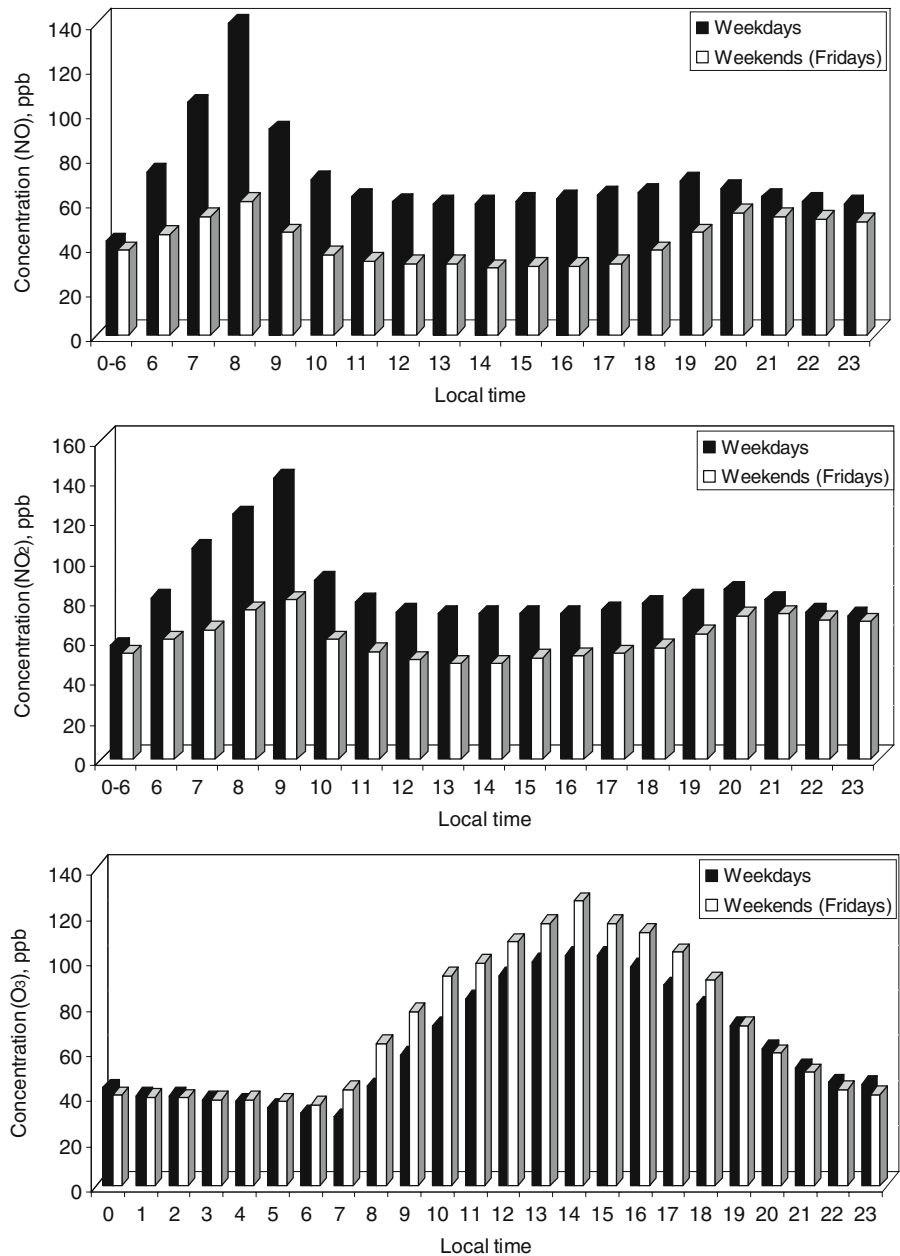 Concentration (NO), ppb
140
120
100
80
60
40
20
0
Weekdays
Weekends (Fridays)
0-6 6 7 8 9 10 11 12 13 14 15 16 17 18 19 20 21 22 23
Local time
Concentration (NO2), ppb
160
140
120
100
80
60
40
20
0
Weekdays
Weekends (Fridays)
0-6 6 7 8 9 10 11 12 13 14 15 16 17 18 19 20 21 22 23
Local time
Concentration (O3), ppb
140
120
100
80
60
40
20
0
Weekdays
Weekends (Fridays)
0 1 2 3 4 5 6 7 8 9 10 11 12 13 14 15 16 17 18 19 20 21 22 23
Local time